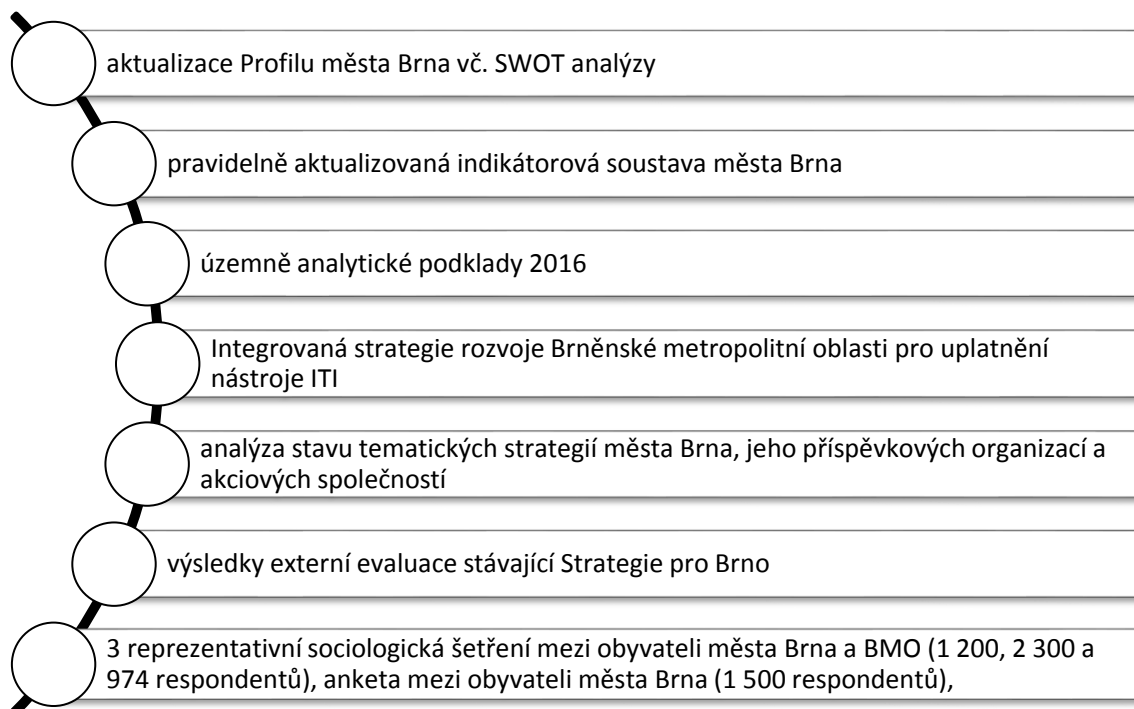 aktualizace Profilu města Brna vč. SWOT analýzy
pravidelně aktualizovaná indikátorová soustava města Brna
územně analytické podklady 2016
Integrovaná strategie rozvoje Brněnské metropolitní oblasti pro uplatnění
nástroje ITI
analýza stavu tematických strategií města Brna, jeho příspěvkových organizací a
akciových společností
výsledky externí evaluace stávající Strategie pro Brno
3 reprezentativní sociologická šetření mezi obyvateli města Brna a BMO (1 200, 2 300 a
974 respondentů), anketa mezi obyvateli města Brna (1 500 respondentů),